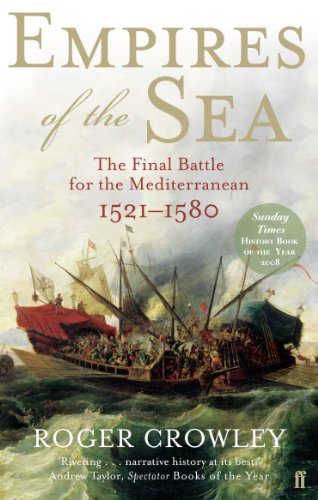 EMPIRES
of the SEA
The Final Battle
for the Mediterranean
1521–1580
Sunday
Times
HISTORY BOOK
OF THE YEAR
2008
ROGER CROWLEY
'Riveting . . . narrative history at its best.'
Andrew Taylor, Spectator Books of the Year
ff